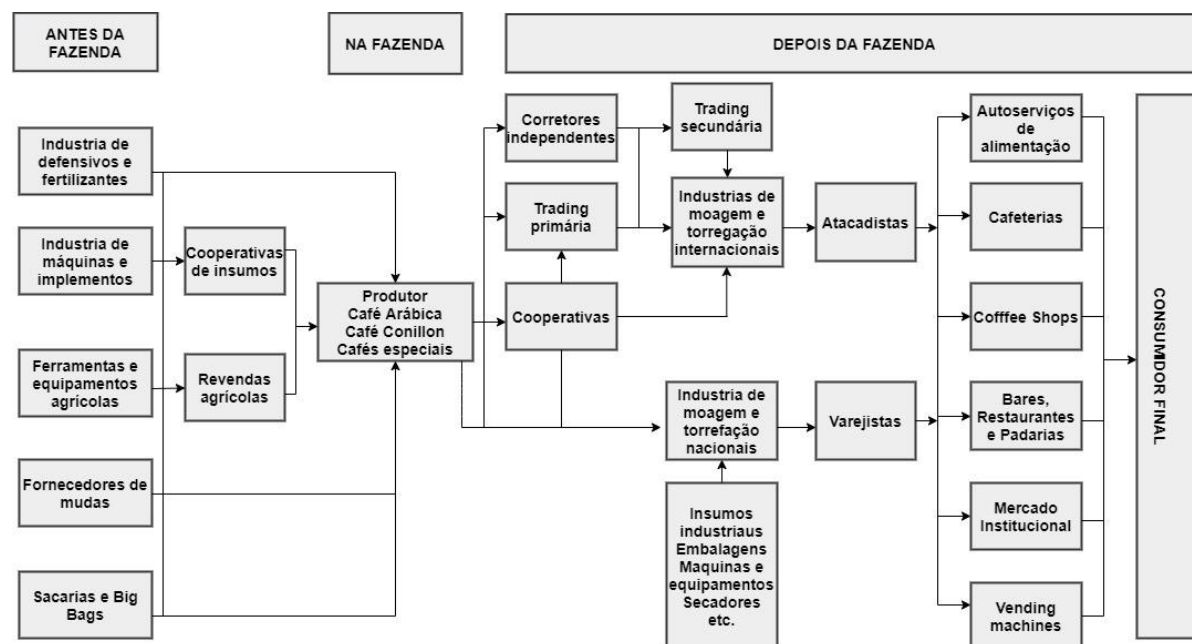 ANTES DA
FAZENDA
NA FAZENDA
DEPOIS DA FAZENDA
Industria de
defensivos e
fertilizantes
Industria de
máquinas e
implementos
Ferramentas e
equipamentos
agrícolas
Fornecedores de
mudas
Sacarias e Big
Bags
Cooperativas
de insumos
Revendas
agrícolas
Produtor
Café Arábica
Café Conillon
Cafés especiais
Corretores
independentes
Trading
primária
Cooperativas
Trading
secundária
Industrias de
moagem e
torregação
internacionais
Industria de
moagem e
torrefação
nacionais
Insumos
industriaus
Embalagens
Maquinas e
equipamentos
Secadores
etc.
Atacadistas
Varejistas
Autoserviços
de
alimentação
Cafeterias
Cofffee Shops
Bares,
Restaurantes
e Padarias
Mercado
Institucional
Vending
machines
CONSUMIDOR FINAL